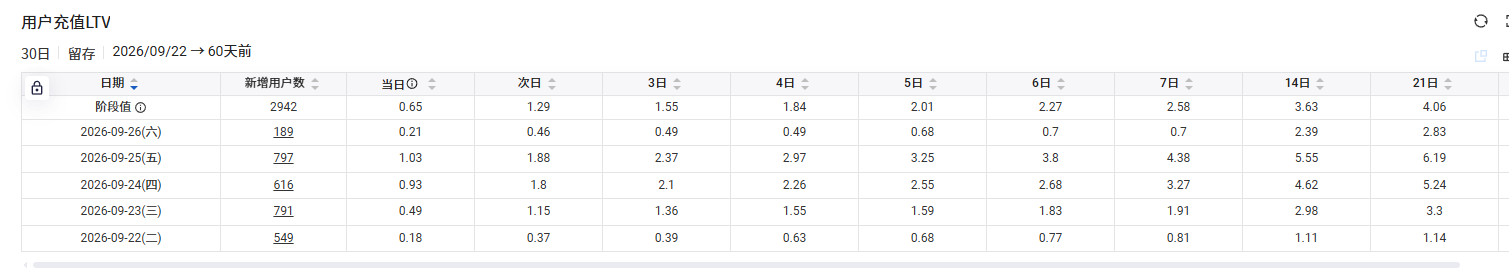 用户充值LTV
30日 留存 2026/09/22 → 60天前
日期 新增用户数 当日 次日 3日 4日 5日 6日 7日 14日 21日
阶段值 2942 0.65 1.29 1.55 1.84 2.01 2.27 2.58 3.63 4.06
2026-09-26(六) 189 0.21 0.46 0.49 0.49 0.68 0.7 0.7 2.39 2.83
2026-09-25(五) 797 1.03 1.88 2.37 2.97 3.25 3.8 4.38 5.55 6.19
2026-09-24(四) 616 0.93 1.8 2.1 2.26 2.55 2.68 3.27 4.62 5.24
2026-09-23(三) 791 0.49 1.15 1.36 1.55 1.59 1.83 1.91 2.98 3.3
2026-09-22(二) 549 0.18 0.37 0.39 0.63 0.68 0.77 0.81 1.11 1.14